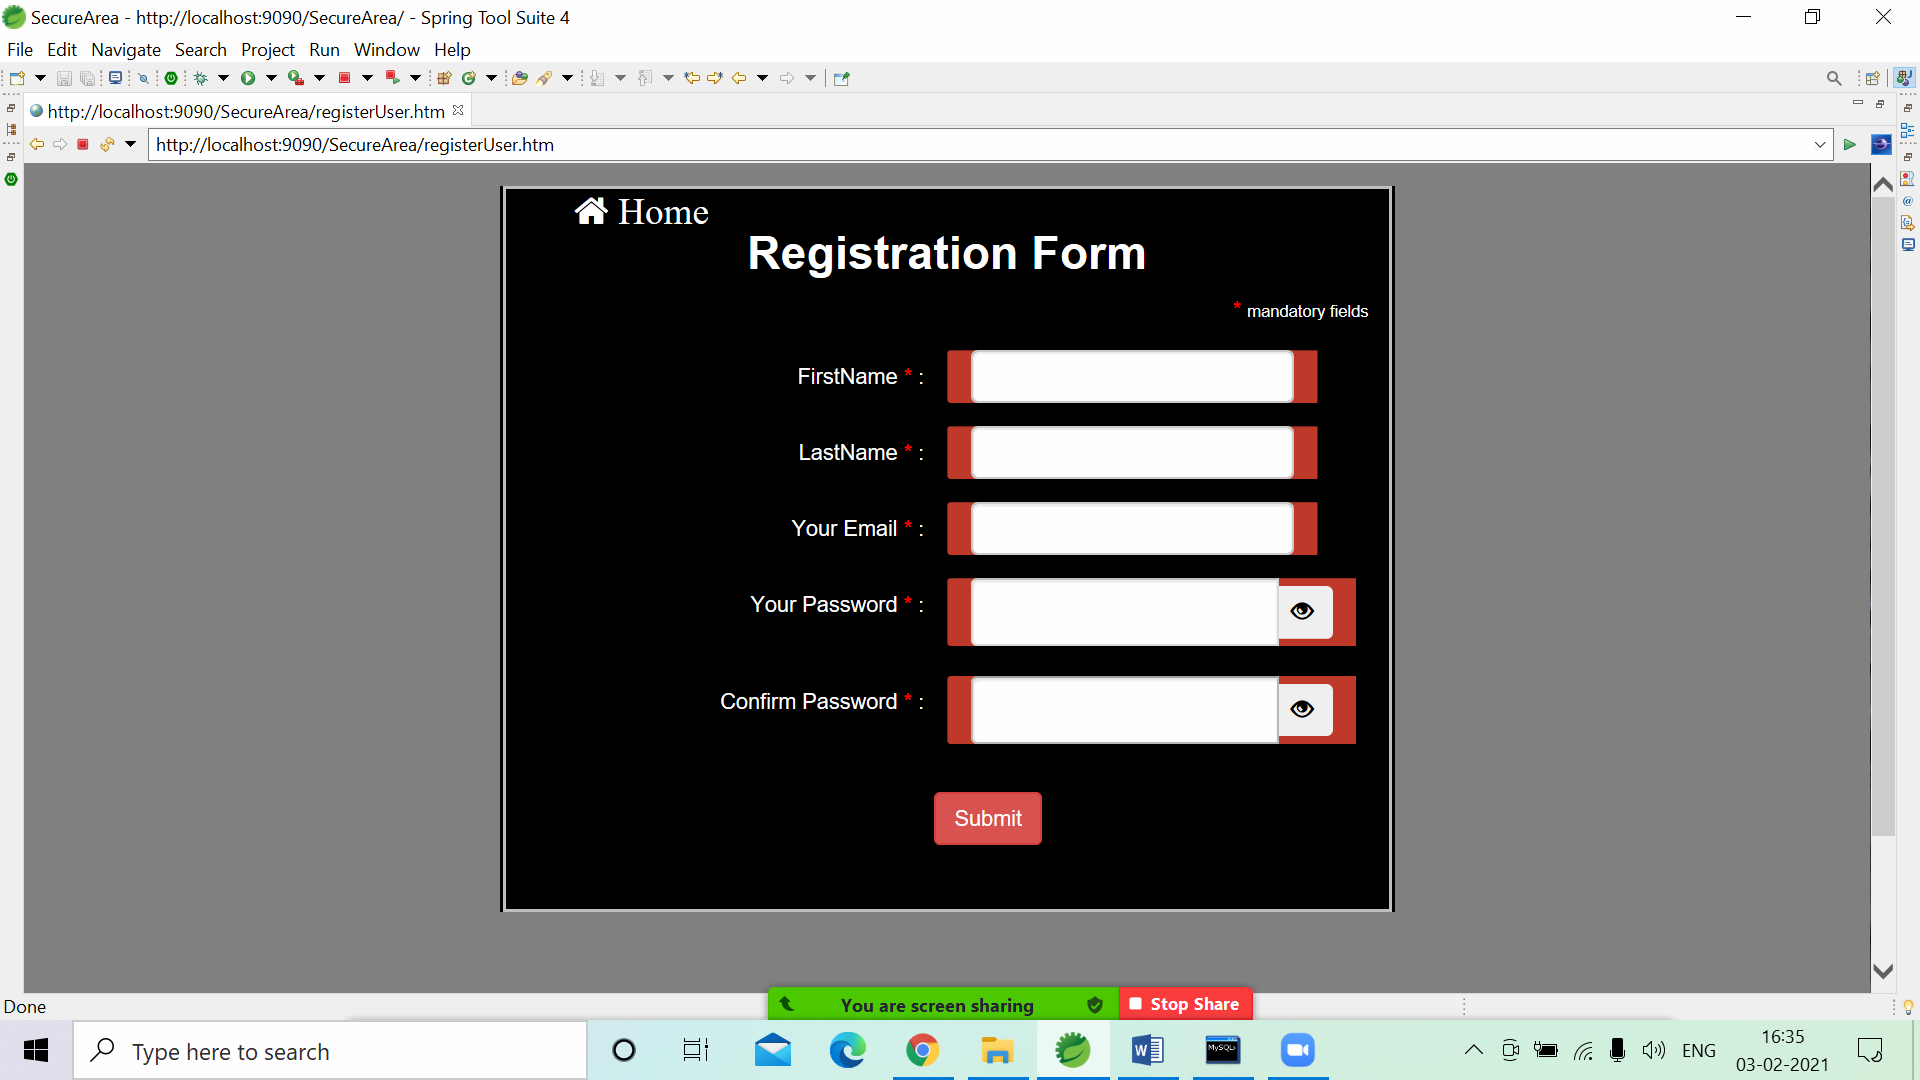 SecureArea - http://localhost:9090/SecureArea/ - Spring Tool Suite 4
File Edit Navigate Search Project Run Window Help
http://localhost:9090/SecureArea/registerUser.htm
http://localhost:9090/SecureArea/registerUser.htm
Home
Registration Form
* mandatory fields
FirstName * :
LastName * :
Your Email * :
Your Password * :
Confirm Password * :
Submit
Done
You are screen sharing
Stop Share
Type here to search
MySQL>
ENG
16:35
03-02-2021